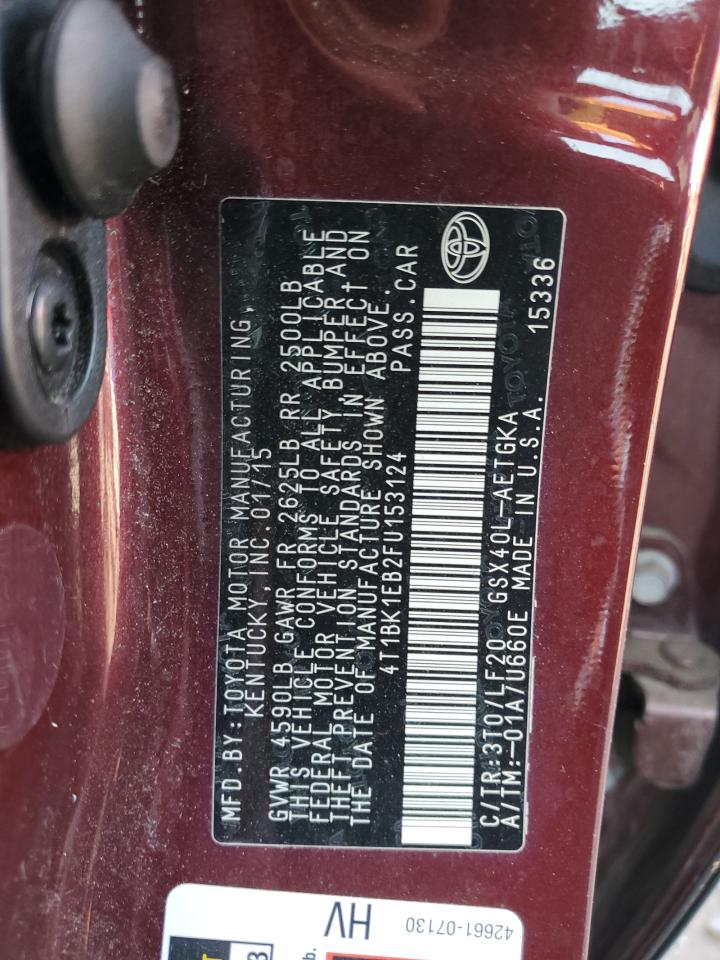 MFD.BY:TOYOTA MOTOR MANUFACTURING,
KENTUCKY, INC. 01/15
GVWR 4590LB GAWR FR 2625LB RR 2500LB
THIS VEHICLE CONFORMS TO ALL APPLICABLE
FEDERAL MOTOR VEHICLE SAFETY BUMPER AND
THEFT PREVENTION STANDARDS IN EFFECT ON
THE DATE OF MANUFACTURE SHOWN ABOVE.
4T1BK1EB2FU153124 PASS.CAR
C/TR:3T0/LF20 GSX40L-AETGKA
A/TM:-01A/U660E MADE IN U.S.A. 15336
HV
42661-07130